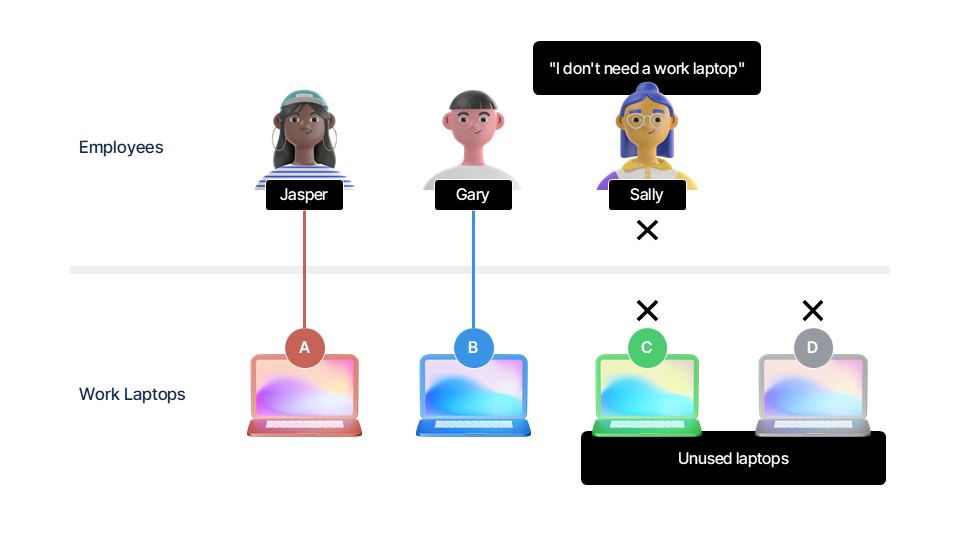 "I don't need a work laptop"
Employees
Jasper
Gary
Sally
A
B
C
D
Work Laptops
Unused laptops